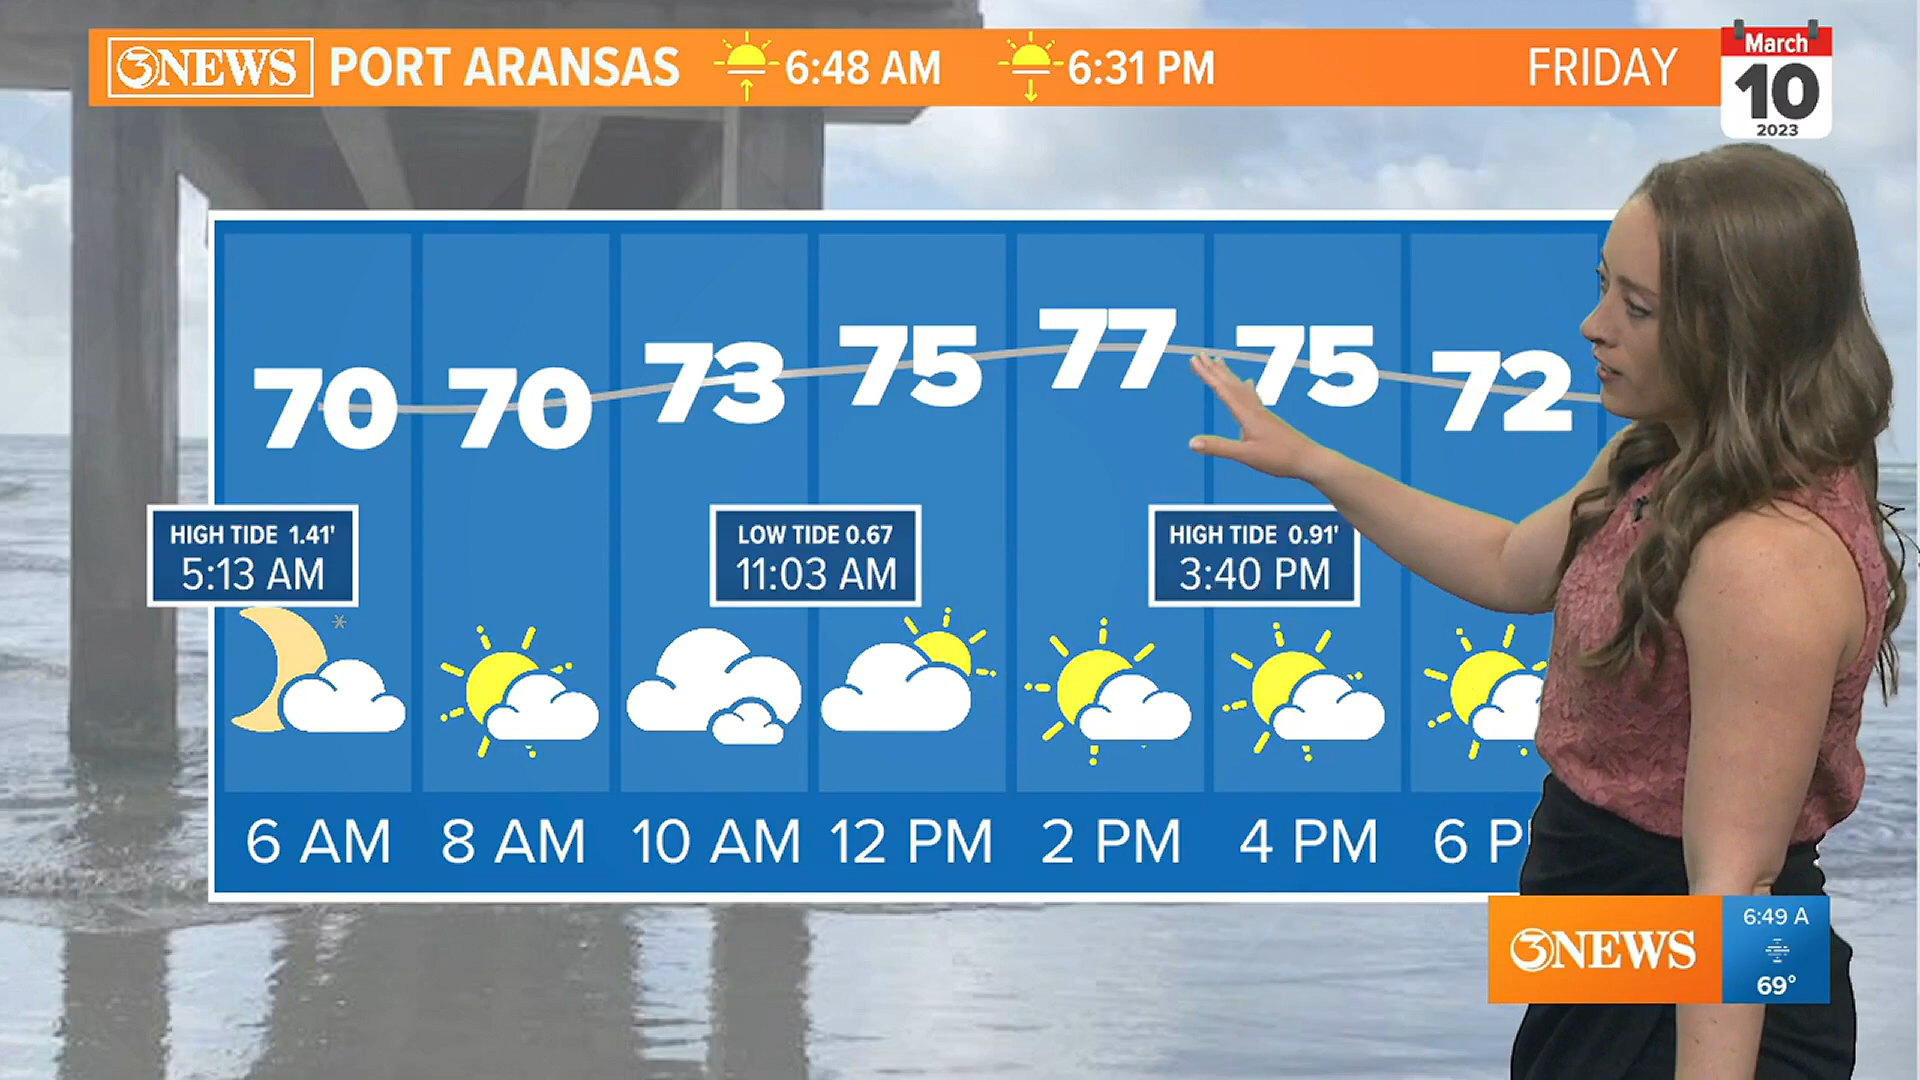 3NEWS PORT ARANSAS 6:48 AM 6:31 PM FRIDAY
March
10
2023
70 70 73 75 77 75 72
HIGH TIDE 1.41'
5:13 AM
LOW TIDE 0.67
11:03 AM
HIGH TIDE 0.91'
3:40 PM
6 AM 8 AM 10 AM 12 PM 2 PM 4 PM 6 P
3NEWS
6:49 A
69°